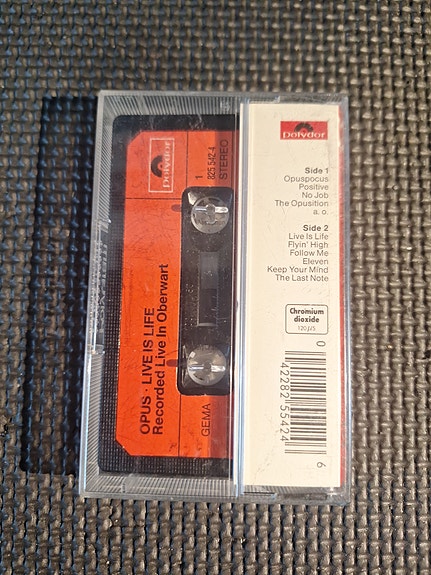 Polydor
1
825 542-4
STEREO
OPUS · LIVE IS LIFE
Recorded Live In Oberwart
GEMA
Polydor
Side 1
Opuspocus
Positive
No Job
The Opusition
a. o.
Side 2
Live Is Life
Flyin' High
Follow Me
Eleven
Keep Your Mind
The Last Note
Chromium
dioxide
120 µS
0
42282 55424
6